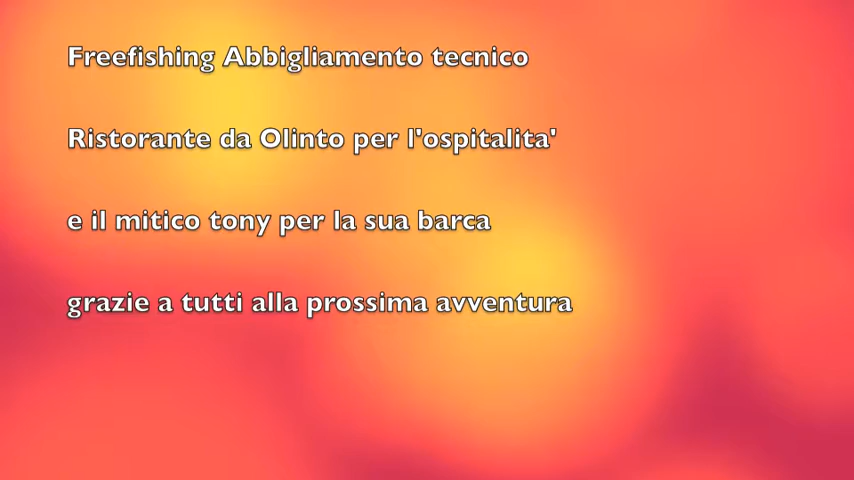 Freefishing Abbigliamento tecnico
Ristorante da Olinto per l'ospitalita'
e il mitico tony per la sua barca
grazie a tutti alla prossima avventura